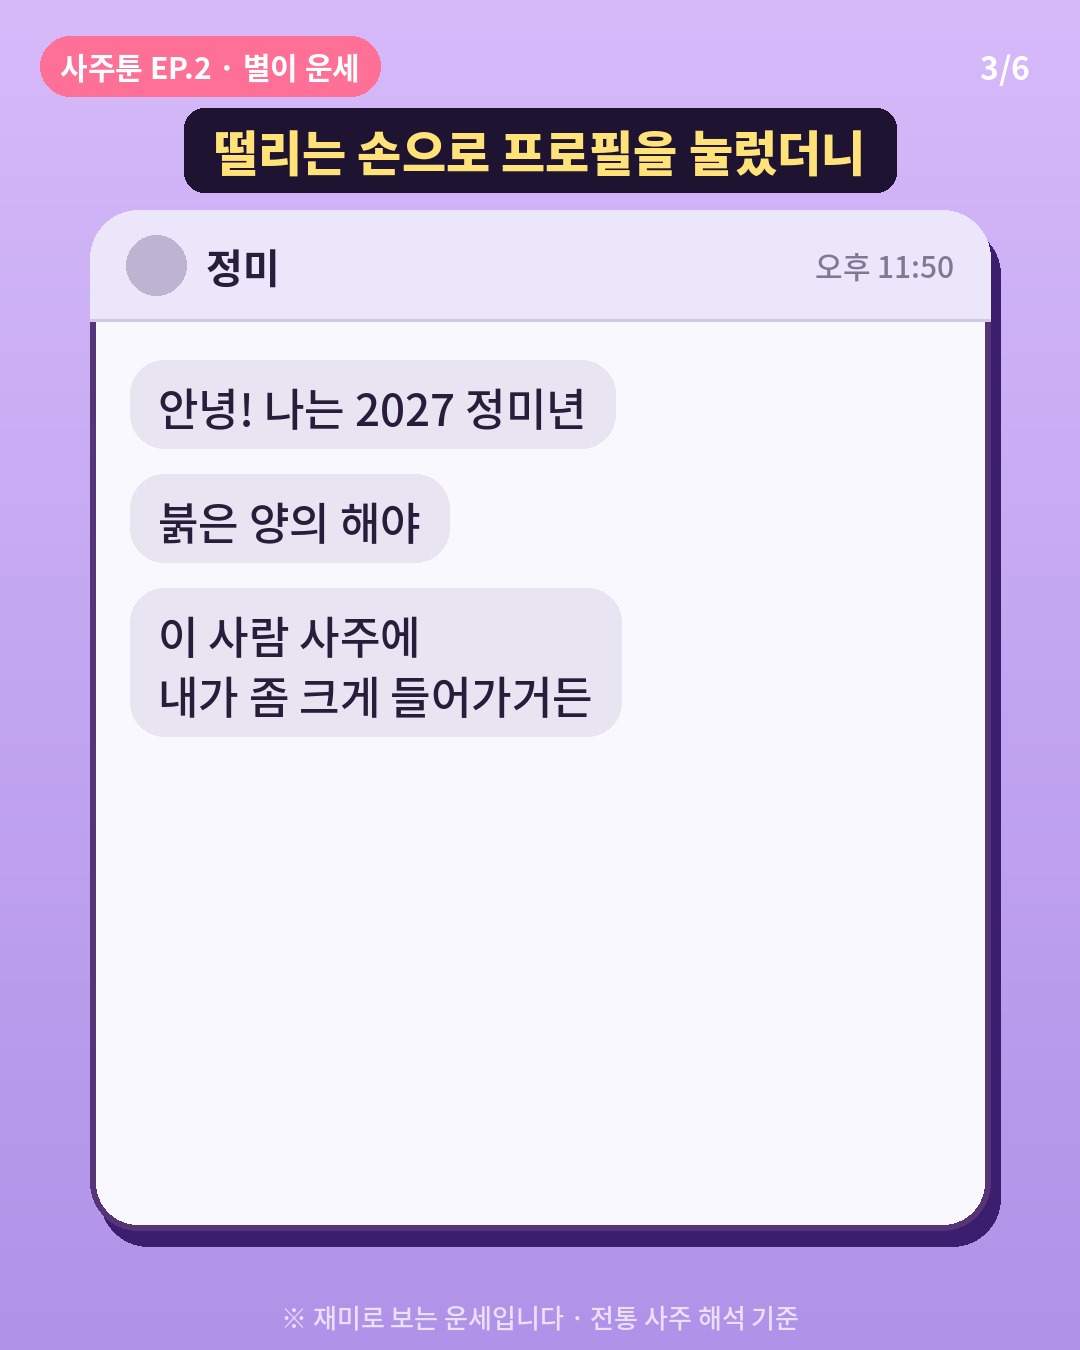 사주툰 EP.2 · 별이 운세
3/6
떨리는 손으로 프로필을 눌렀더니
정미
오후 11:50
안녕! 나는 2027 정미년
붉은 양의 해야
이 사람 사주에
내가 좀 크게 들어가거든
※ 재미로 보는 운세입니다 · 전통 사주 해석 기준